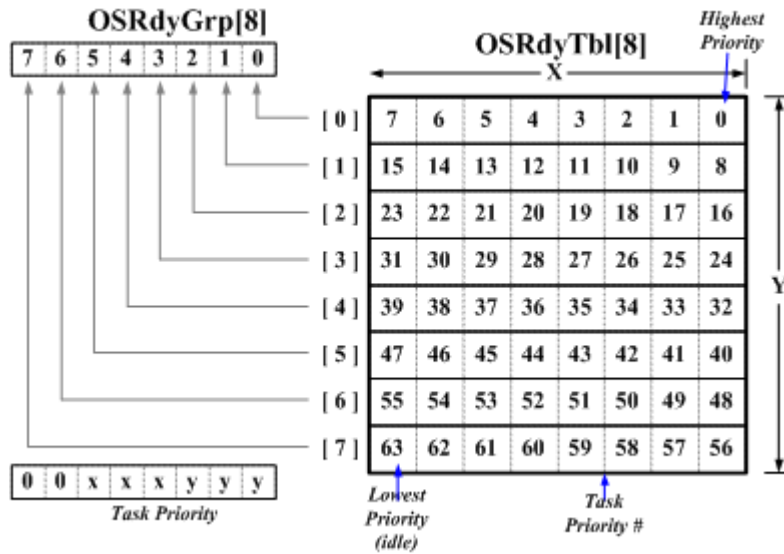 OSRdyGrp[8]
7 6 5 4 3 2 1 0
Highest
Priority
OSRdyTbl[8]
X
[ 0 ] 7 6 5 4 3 2 1 0
[ 1 ] 15 14 13 12 11 10 9 8
[ 2 ] 23 22 21 20 19 18 17 16
[ 3 ] 31 30 29 28 27 26 25 24
[ 4 ] 39 38 37 36 35 34 33 32
[ 5 ] 47 46 45 44 43 42 41 40
[ 6 ] 55 54 53 52 51 50 49 48
[ 7 ] 63 62 61 60 59 58 57 56
Y
0 0 x x x y y y
Task Priority
Lowest
Priority
(idle)
Task
Priority #